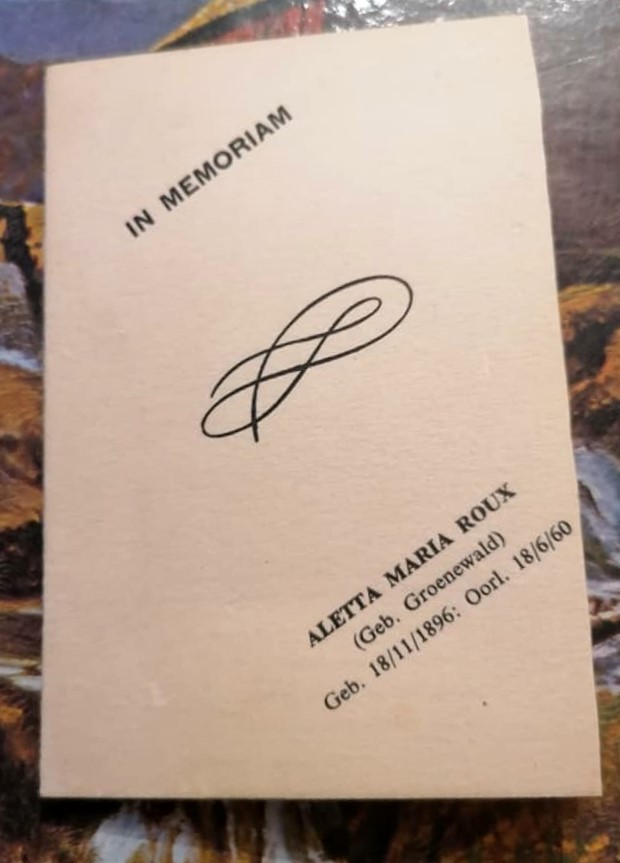 IN MEMORIAM
ALETTA MARIA ROUX
(Geb. Groenewald)
Geb. 18/11/1896: Oorl. 18/6/60